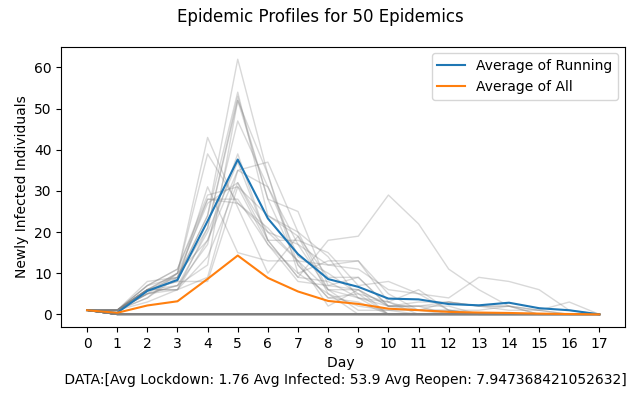 Epidemic Profiles for 50 Epidemics
Newly Infected Individuals
60
50
40
30
20
10
0
Average of Running
Average of All
0 1 2 3 4 5 6 7 8 9 10 11 12 13 14 15 16 17
Day
DATA:[Avg Lockdown: 1.76 Avg Infected: 53.9 Avg Reopen: 7.947368421052632]